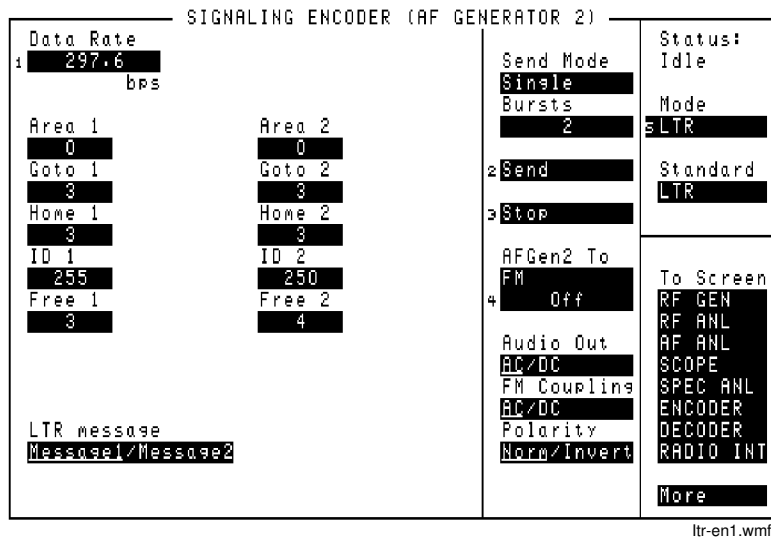 SIGNALING ENCODER (AF GENERATOR 2)
Data Rate
1 297.6
bps
Area 1
0
Goto 1
3
Home 1
3
ID 1
255
Free 1
3
Area 2
0
Goto 2
3
Home 2
3
ID 2
250
Free 2
4
LTR message
Message1/Message2
Send Mode
Single
Bursts
2
2 Send
3 Stop
AFGen2 To
FM
4 Off
Audio Out
AC/DC
FM Coupling
AC/DC
Polarity
Norm/Invert
Status:
Idle
Mode
5 LTR
Standard
LTR
To Screen
RF GEN
RF ANL
AF ANL
SCOPE
SPEC ANL
ENCODER
DECODER
RADIO INT
More
ltr-en1.wmf